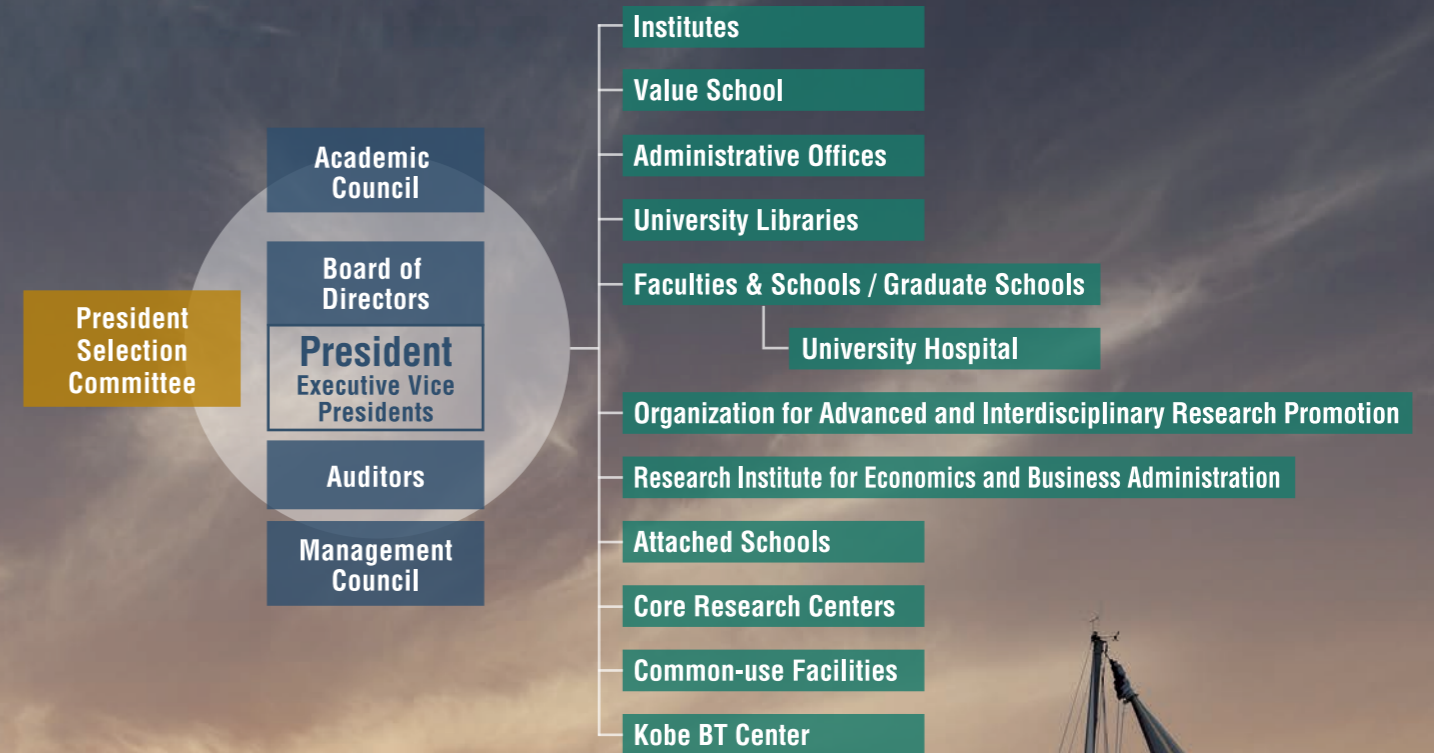 President
Selection
Committee
Academic
Council
Board of
Directors
President
Executive Vice
Presidents
Auditors
Management
Council
Institutes
Value School
Administrative Offices
University Libraries
Faculties & Schools / Graduate Schools
University Hospital
Organization for Advanced and Interdisciplinary Research Promotion
Research Institute for Economics and Business Administration
Attached Schools
Core Research Centers
Common-use Facilities
Kobe BT Center